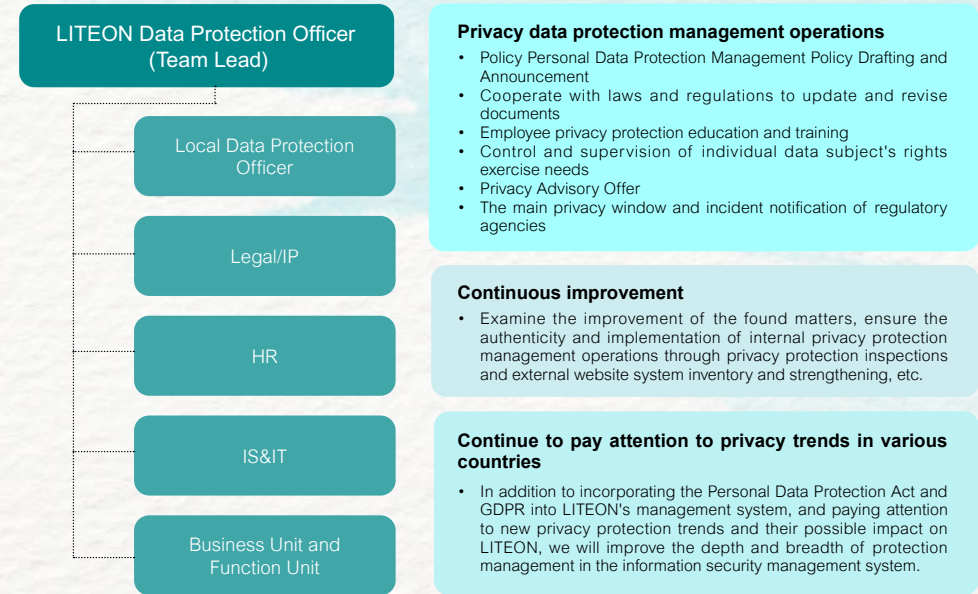 LITEON Data Protection Officer
(Team Lead)
Local Data Protection
Officer
Legal/IP
HR
IS&IT
Business Unit and
Function Unit
Privacy data protection management operations
• Policy Personal Data Protection Management Policy Drafting and
Announcement
• Cooperate with laws and regulations to update and revise
documents
• Employee privacy protection education and training
• Control and supervision of individual data subject's rights
exercise needs
• Privacy Advisory Offer
• The main privacy window and incident notification of regulatory
agencies
Continuous improvement
• Examine the improvement of the found matters, ensure the
authenticity and implementation of internal privacy protection
management operations through privacy protection inspections
and external website system inventory and strengthening, etc.
Continue to pay attention to privacy trends in various
countries
• In addition to incorporating the Personal Data Protection Act and
GDPR into LITEON's management system, and paying attention
to new privacy protection trends and their possible impact on
LITEON, we will improve the depth and breadth of protection
management in the information security management system.